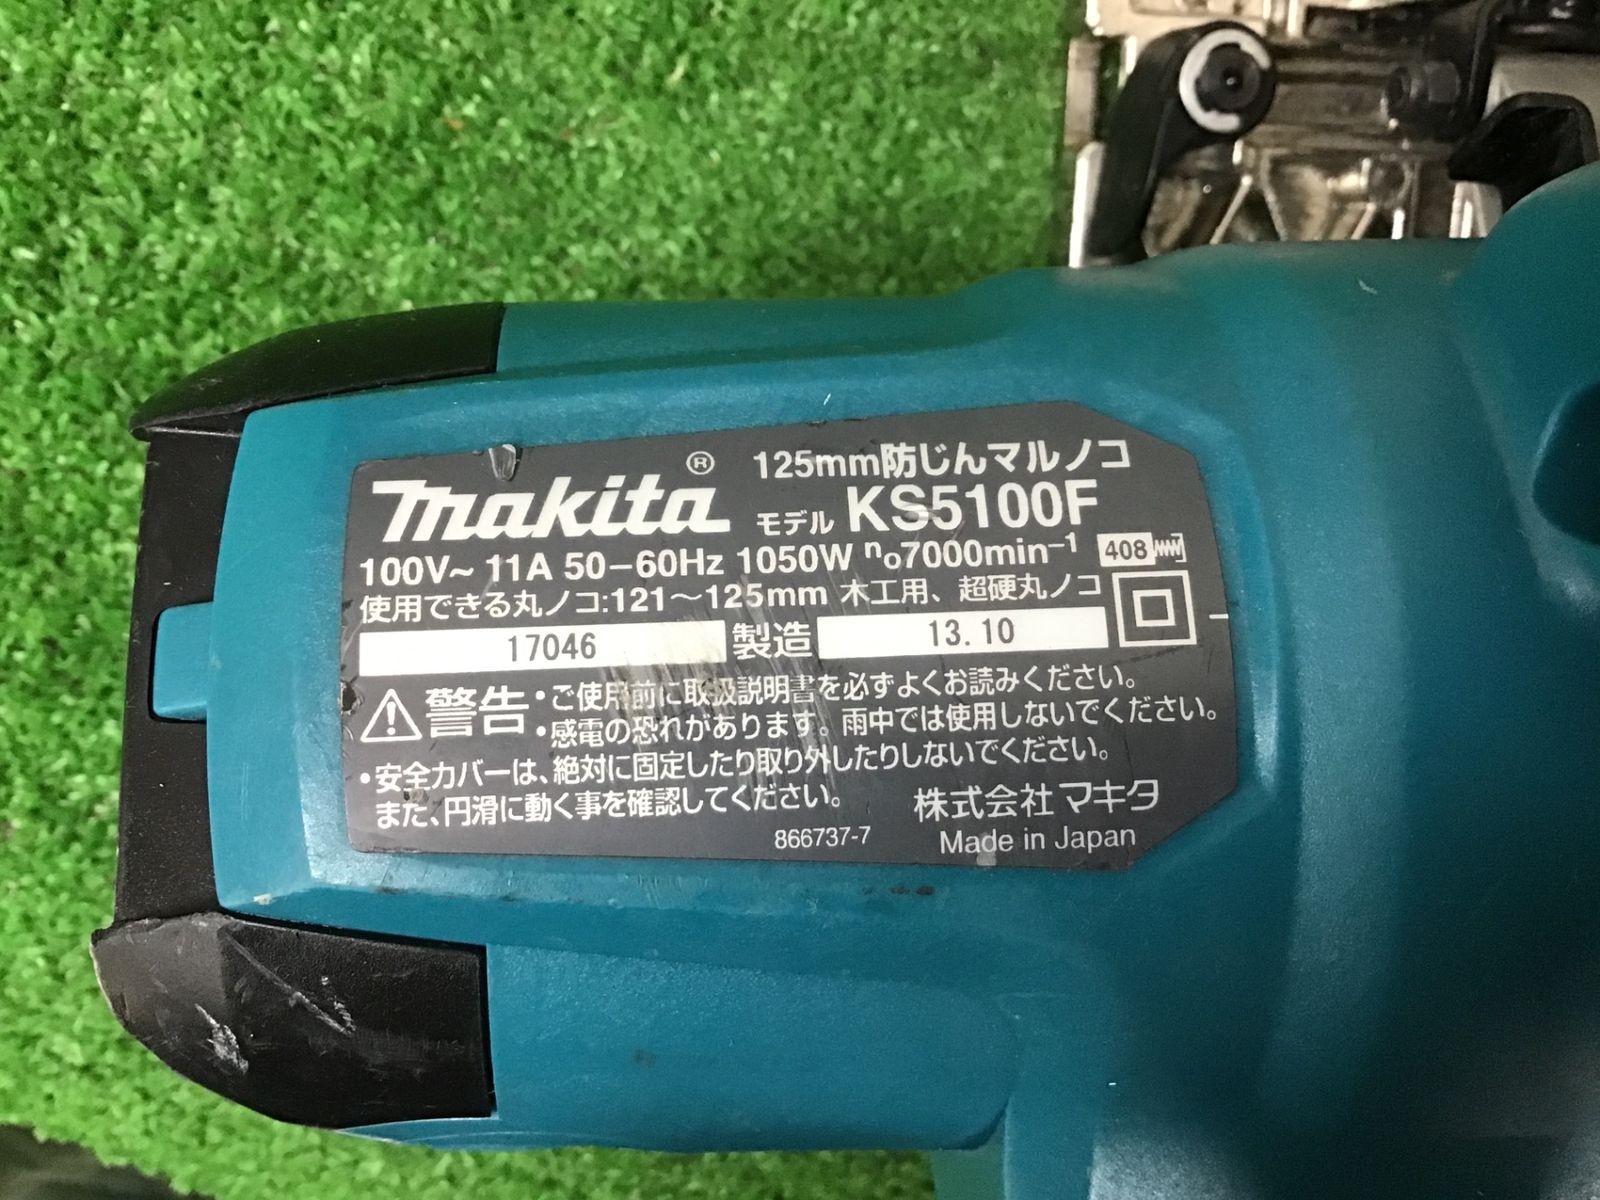 makita® 125mm防じんマルノコ
モデル KS5100F
100V~ 11A 50-60Hz 1050W no7000min-1 408
使用できる丸ノコ:121～125mm 木工用、超硬丸ノコ
17046 製造 13.10
警告 ・ご使用前に取扱説明書を必ずよくお読みください。
・感電の恐れがあります。雨中では使用しないでください。
・安全カバーは、絶対に固定したり取り外したりしないでください。
また、円滑に動く事を確認してください。
株式会社マキタ
866737-7 Made in Japan